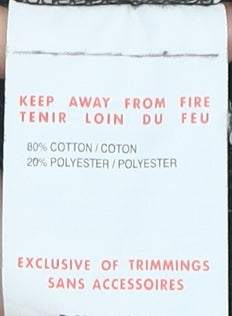 KEEP AWAY FROM FIRE
TENIR LOIN DU FEU
80% COTTON / COTON
20% POLYESTER / POLYESTER
EXCLUSIVE OF TRIMMINGS
SANS ACCESSOIRES